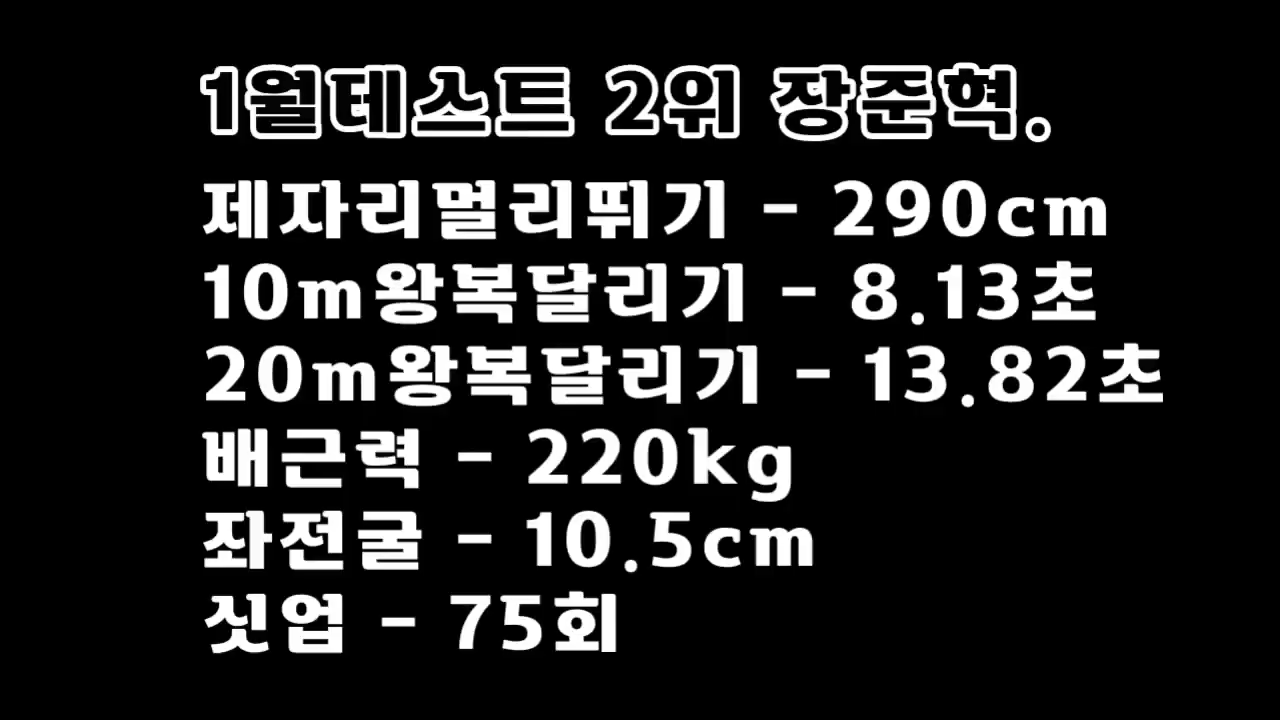 1월테스트 2위 장준혁.
제자리멀리뛰기 - 290cm
10m왕복달리기 - 8.13초
20m왕복달리기 - 13.82초
배근력 - 220kg
좌전굴 - 10.5cm
싯업 - 75회